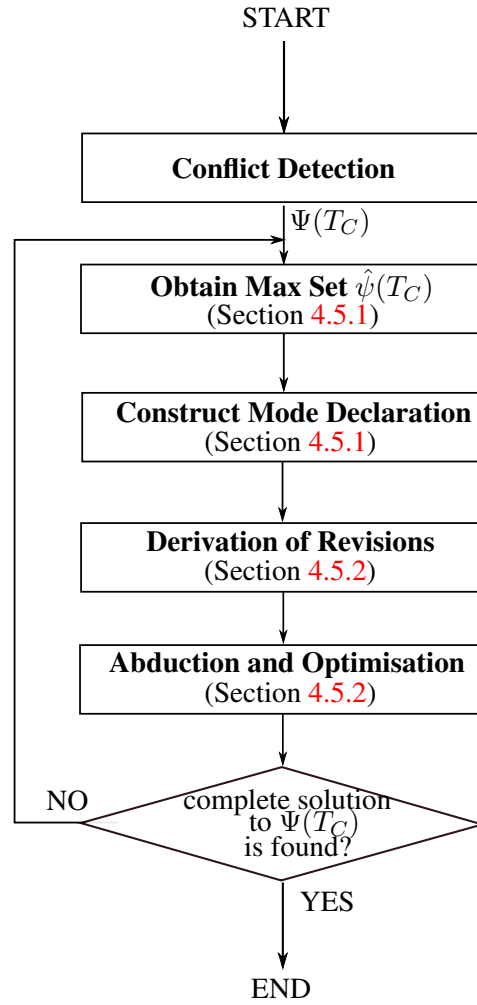 START
Conflict Detection
Ψ(T_C)
Obtain Max Set ψ̂(T_C)
(Section 4.5.1)
Construct Mode Declaration
(Section 4.5.1)
Derivation of Revisions
(Section 4.5.2)
Abduction and Optimisation
(Section 4.5.2)
NO
complete solution
to Ψ(T_C)
is found?
YES
END